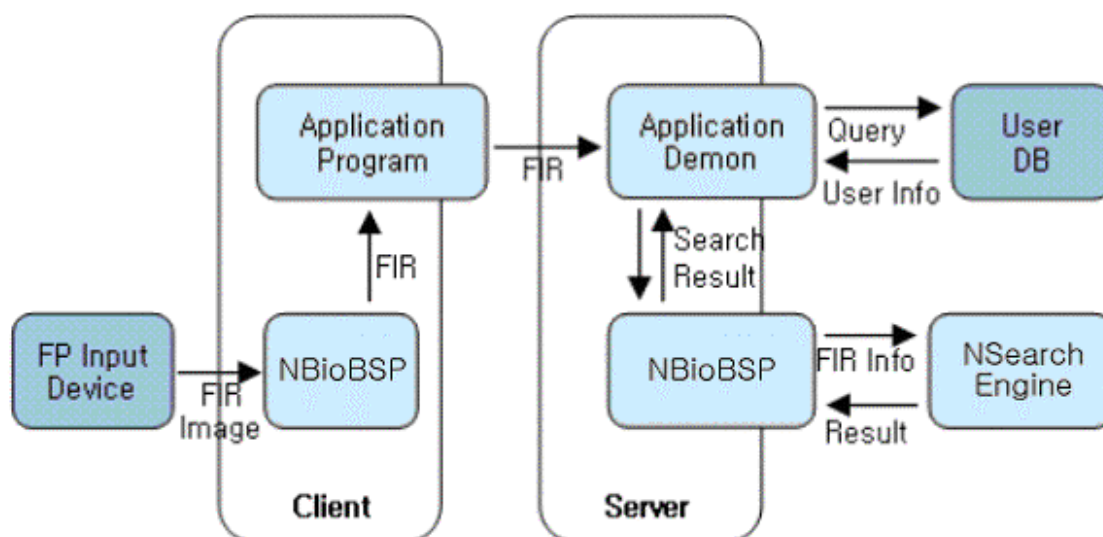 Application
Program
FIR
Application
Demon
Query
User Info
User
DB
FIR
Search
Result
FP Input
Device
FIR
Image
NBioBSP
NBioBSP
FIR Info
Result
NSearch
Engine
Client
Server